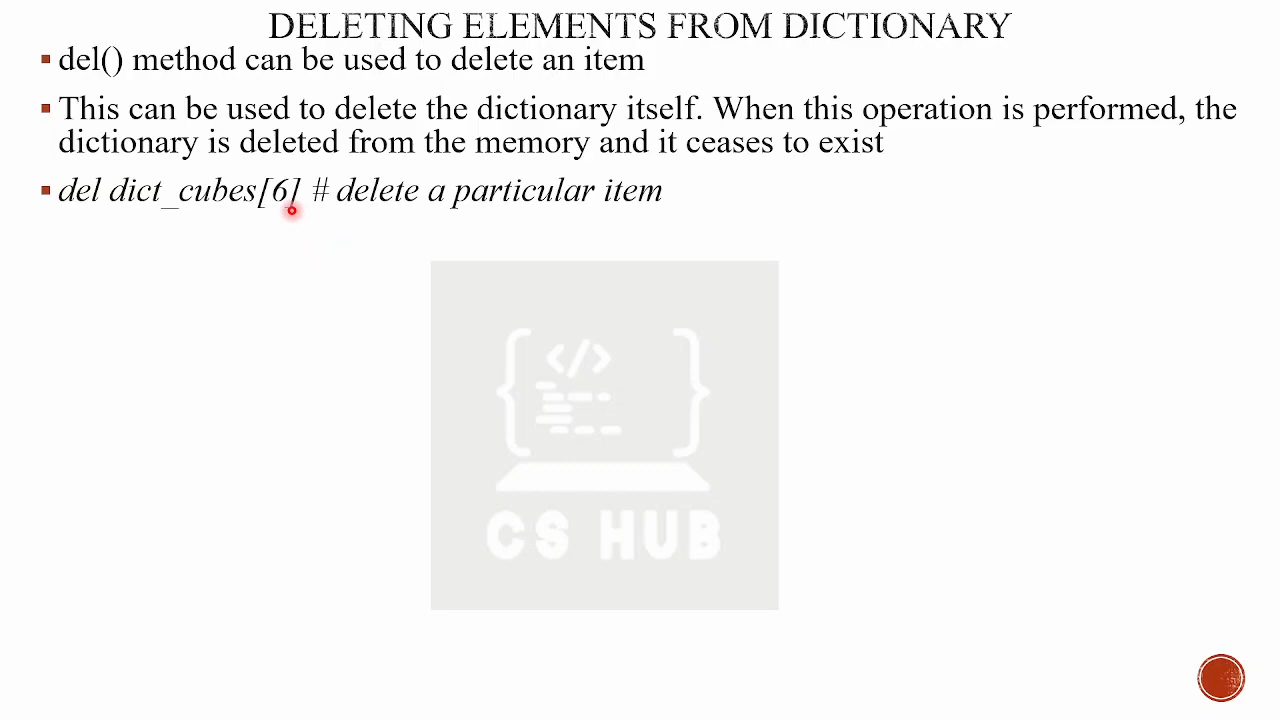 DELETING ELEMENTS FROM DICTIONARY
del() method can be used to delete an item
This can be used to delete the dictionary itself. When this operation is performed, the
dictionary is deleted from the memory and it ceases to exist
del dict_cubes[6] # delete a particular item
</>
CS HUB